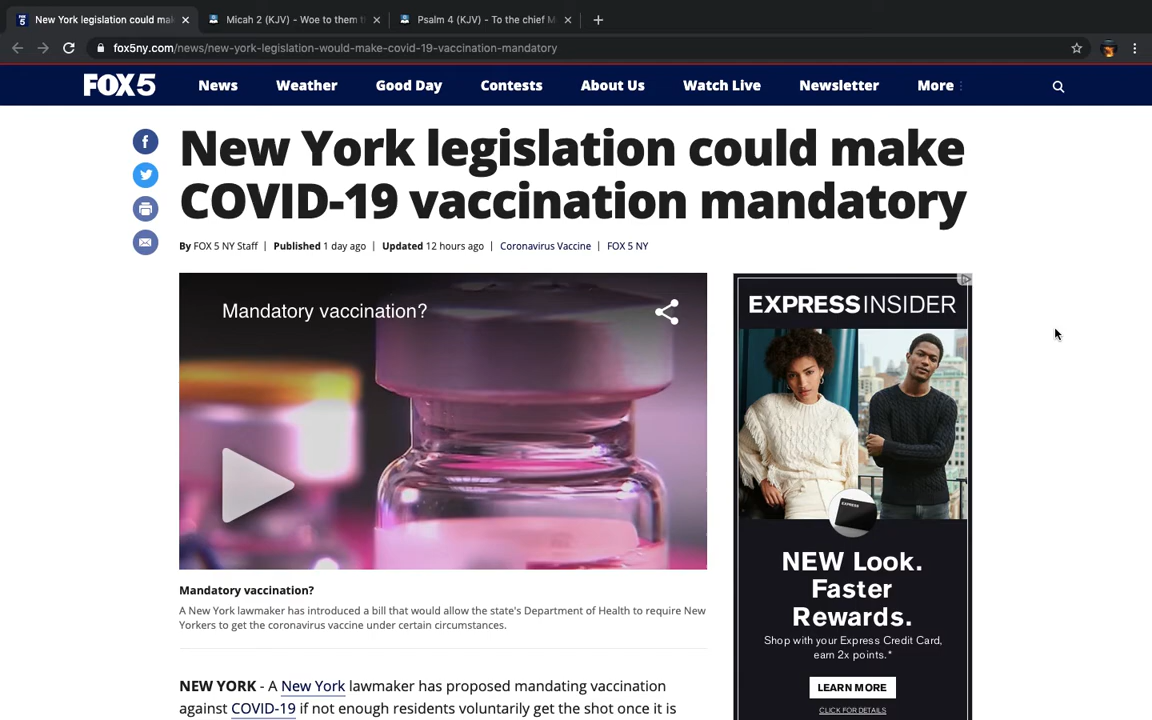 New York legislation could mak
Micah 2 (KJV) - Woe to them t
Psalm 4 (KJV) - To the chief M
fox5ny.com/news/new-york-legislation-would-make-covid-19-vaccination-mandatory
FOX 5
News
Weather
Good Day
Contests
About Us
Watch Live
Newsletter
More
New York legislation could make
COVID-19 vaccination mandatory
By FOX 5 NY Staff | Published 1 day ago | Updated 12 hours ago | Coronavirus Vaccine | FOX 5 NY
Mandatory vaccination?
Mandatory vaccination?
A New York lawmaker has introduced a bill that would allow the state's Department of Health to require New
Yorkers to get the coronavirus vaccine under certain circumstances.
NEW YORK - A New York lawmaker has proposed mandating vaccination
against COVID-19 if not enough residents voluntarily get the shot once it is
EXPRESS INSIDER
EXPRESS
NEW Look.
Faster
Rewards.
Shop with your Express Credit Card,
earn 2x points.*
LEARN MORE
CLICK FOR DETAILS